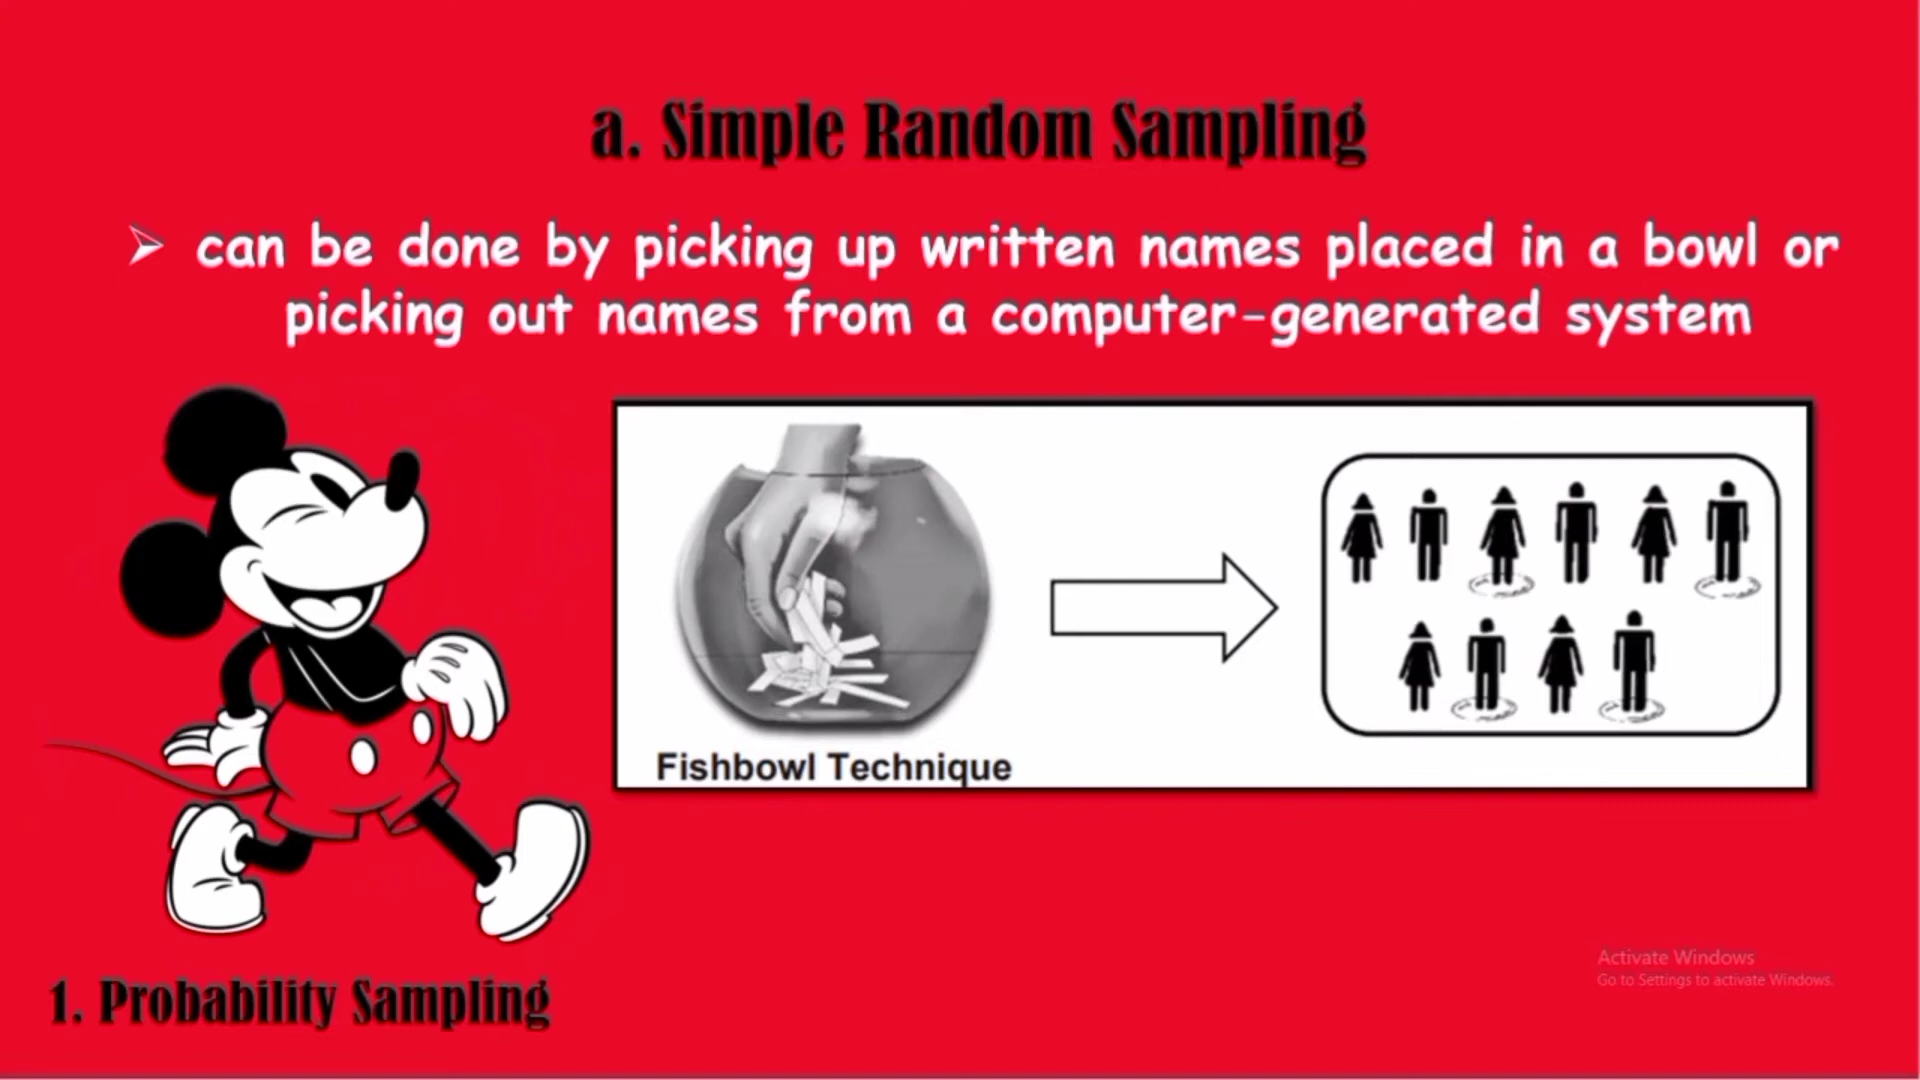 a. Simple Random Sampling
➤ can be done by picking up written names placed in a bowl or
picking out names from a computer-generated system
Fishbowl Technique
1. Probability Sampling
Activate Windows
Go to Settings to activate Windows.